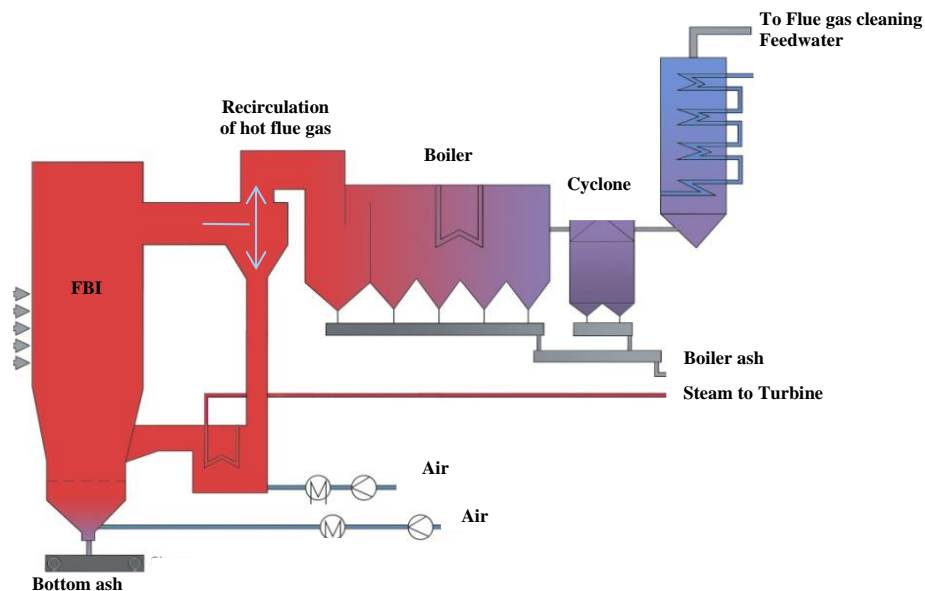 To Flue gas cleaning
Feedwater
Recirculation
of hot flue gas
Boiler
Cyclone
FBI
Boiler ash
Steam to Turbine
Air
Air
Bottom ash